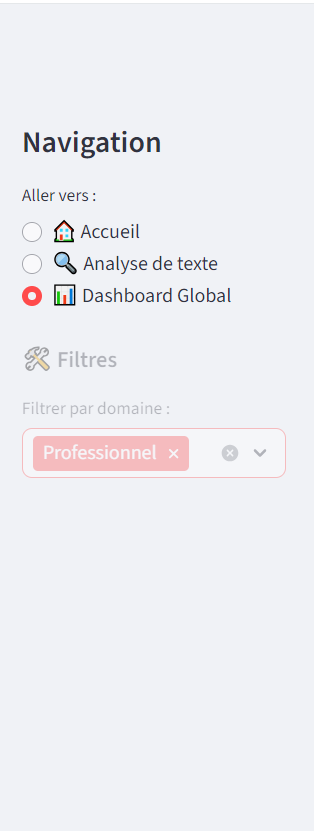 Navigation
Aller vers :
🏠 Accueil
🔍 Analyse de texte
📊 Dashboard Global
🛠️ Filtres
Filtrer par domaine :
Professionnel ×